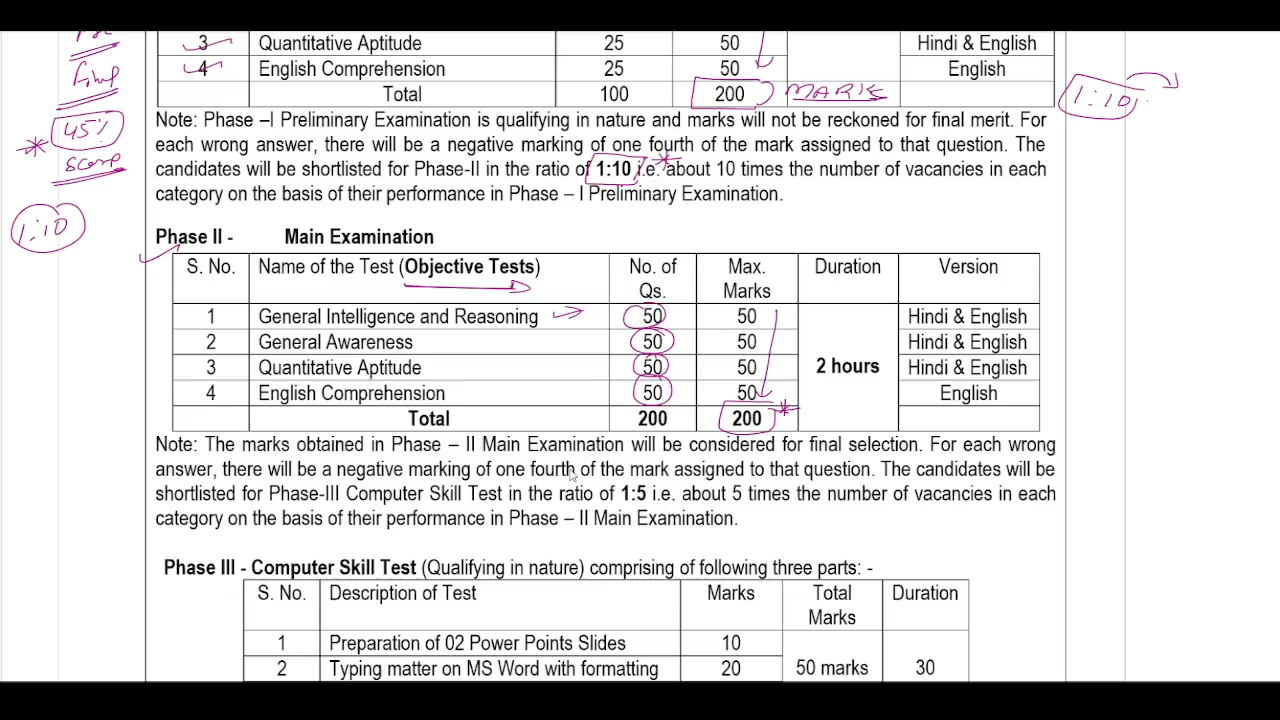 3 Quantitative Aptitude 25 50 Hindi & English
4 English Comprehension 25 50 English
Total 100 200 MARK
1:10
45%
1:10
Note: Phase –I Preliminary Examination is qualifying in nature and marks will not be reckoned for final merit. For
each wrong answer, there will be a negative marking of one fourth of the mark assigned to that question. The
candidates will be shortlisted for Phase-II in the ratio of 1:10 i.e. about 10 times the number of vacancies in each
category on the basis of their performance in Phase – I Preliminary Examination.
Phase II - Main Examination
S. No. Name of the Test (Objective Tests) No. of Qs. Max. Marks Duration Version
1 General Intelligence and Reasoning 50 50 Hindi & English
2 General Awareness 50 50 Hindi & English
3 Quantitative Aptitude 50 50 2 hours Hindi & English
4 English Comprehension 50 50 English
Total 200 200
Note: The marks obtained in Phase – II Main Examination will be considered for final selection. For each wrong
answer, there will be a negative marking of one fourth of the mark assigned to that question. The candidates will be
shortlisted for Phase-III Computer Skill Test in the ratio of 1:5 i.e. about 5 times the number of vacancies in each
category on the basis of their performance in Phase – II Main Examination.
Phase III - Computer Skill Test (Qualifying in nature) comprising of following three parts: -
S. No. Description of Test Marks Total Marks Duration
1 Preparation of 02 Power Points Slides 10
2 Typing matter on MS Word with formatting 20 50 marks 30